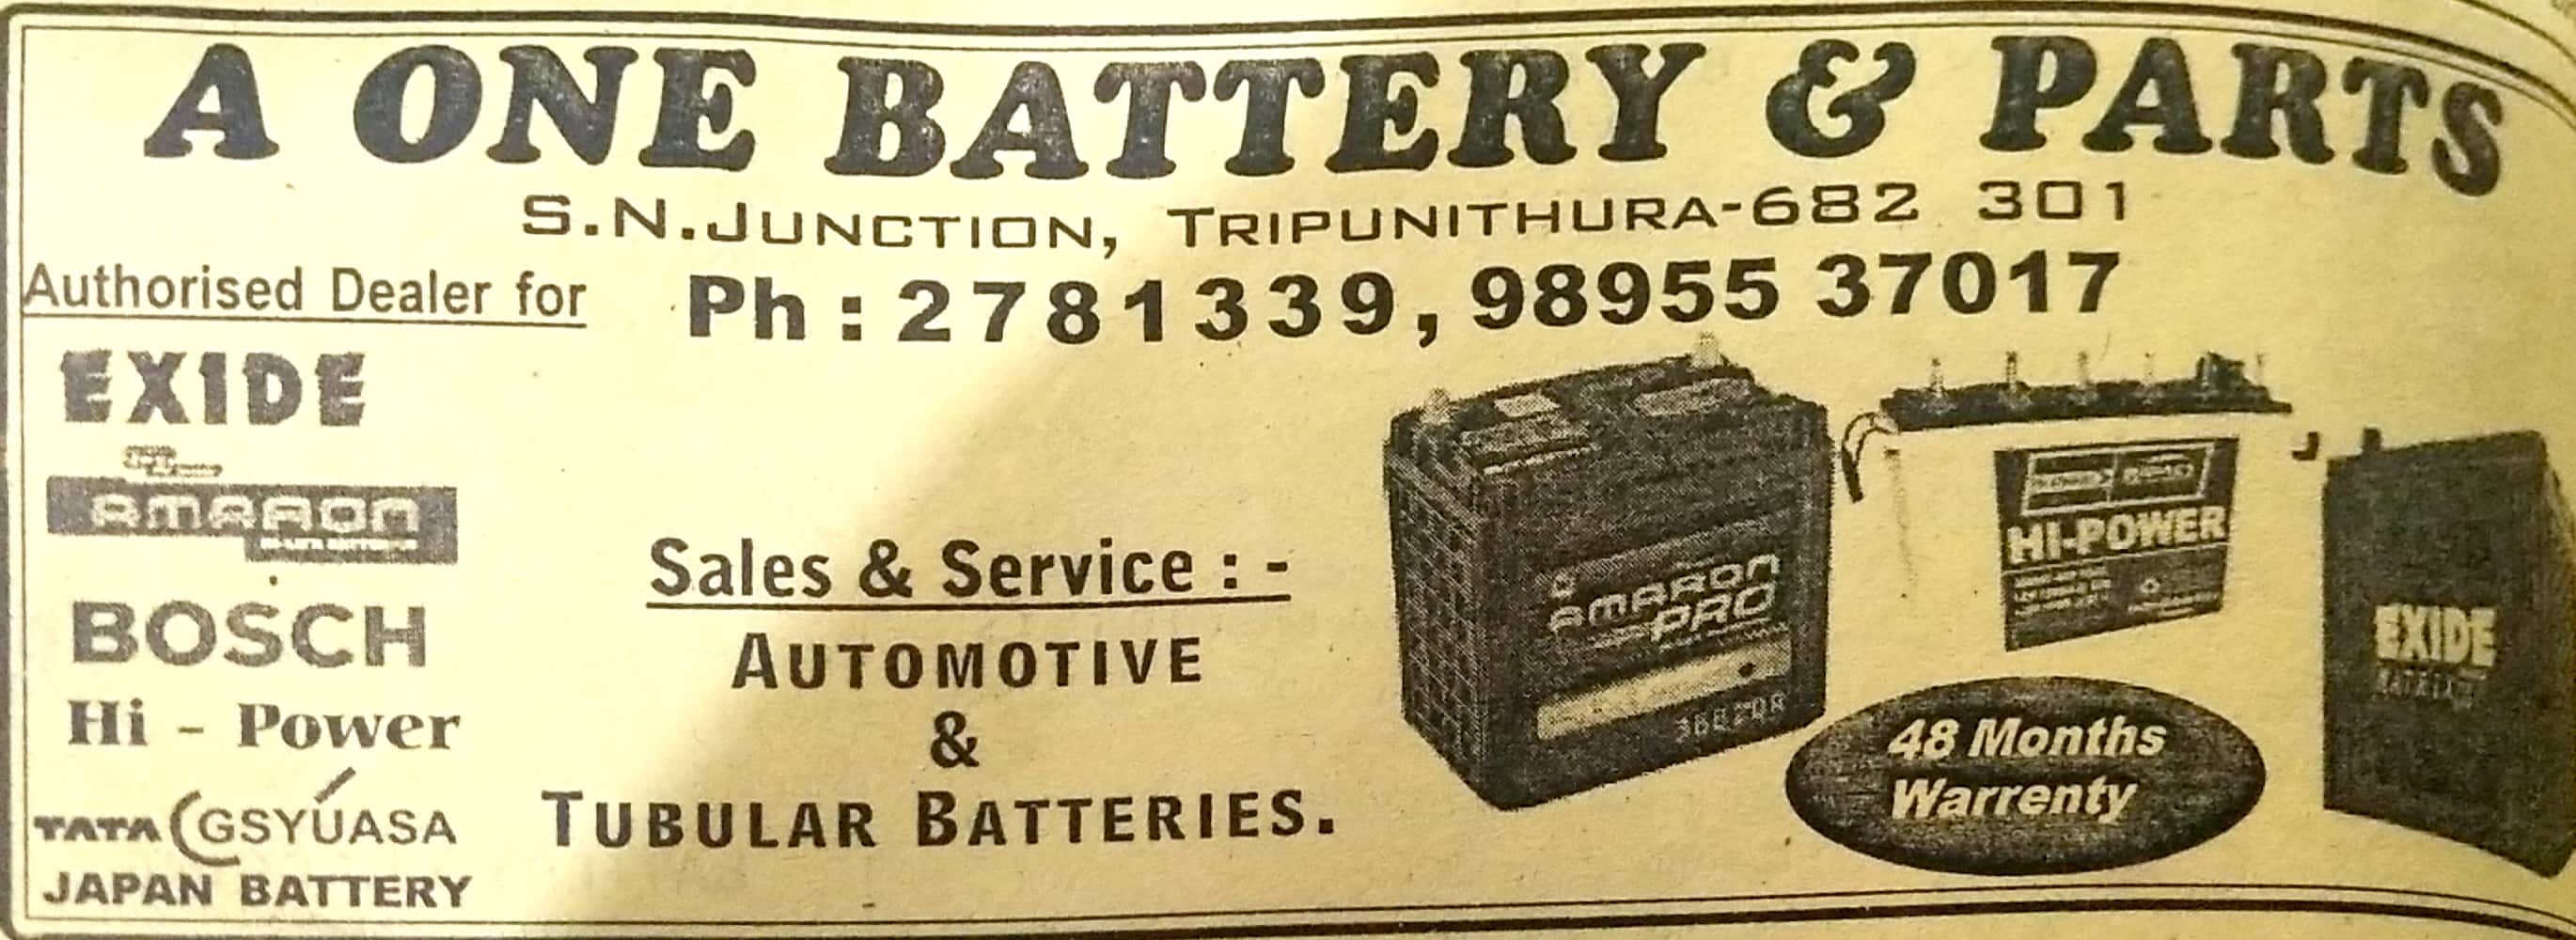 A ONE BATTERY & PARTS
S.N.JUNCTION, TRIPUNITHURA-682 301
Ph : 2781339, 98955 37017
Authorised Dealer for
EXIDE
AMARON
BOSCH
Hi - Power
TATA GSYUASA
JAPAN BATTERY
Sales & Service : -
AUTOMOTIVE
&
TUBULAR BATTERIES.
AMARON
PRO
HI-POWER
EXIDE
48 Months
Warrenty